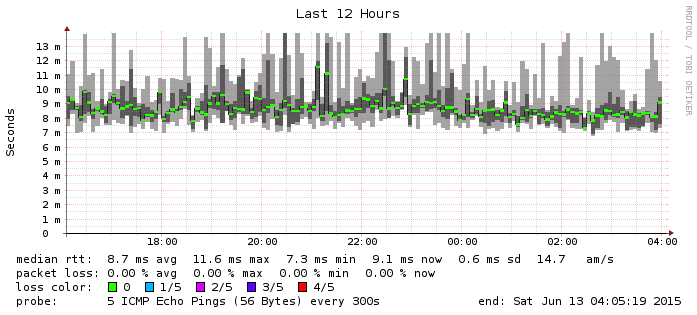 Last 12 Hours
RRDTOOL / TOBI OETIKER
Seconds
13 m
12 m
11 m
10 m
9 m
8 m
7 m
6 m
5 m
4 m
3 m
2 m
1 m
0
18:00 20:00 22:00 00:00 02:00 04:00
median rtt: 8.7 ms avg 11.6 ms max 7.3 ms min 9.1 ms now 0.6 ms sd 14.7 am/s
packet loss: 0.00 % avg 0.00 % max 0.00 % min 0.00 % now
loss color: 0 1/5 2/5 3/5 4/5
probe: 5 ICMP Echo Pings (56 Bytes) every 300s end: Sat Jun 13 04:05:19 2015